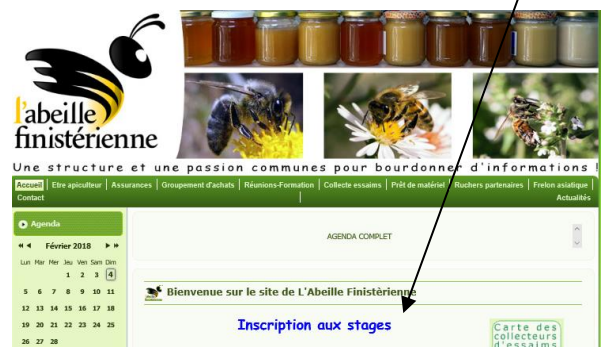 l'abeille
finistérienne
Une structure et une passion communes pour bourdonner d'informations !
Accueil | Etre apiculteur | Assurances | Groupement d'achats | Réunions-Formation | Collecte essaims | Prêt de matériel | Ruchers partenaires | Frelon asiatique |
Contact | Actualités
Agenda
Février 2018
Lun Mar Mer Jeu Ven Sam Dim
1 2 3 4
5 6 7 8 9 10 11
12 13 14 15 16 17 18
19 20 21 22 23 24 25
26 27 28
AGENDA COMPLET
Bienvenue sur le site de L'Abeille Finistèrienne
Inscription aux stages
Carte des
collecteurs
d'essaims